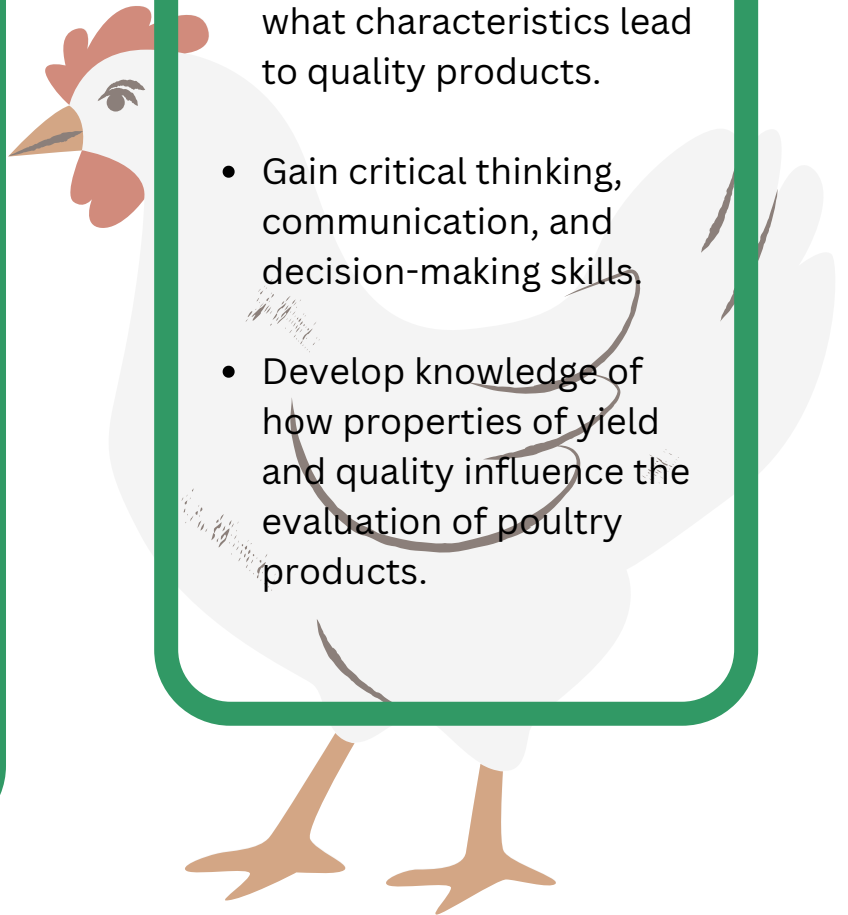 what characteristics lead
to quality products.
• Gain critical thinking,
communication, and
decision-making skills.
• Develop knowledge of
how properties of yield
and quality influence the
evaluation of poultry
products.